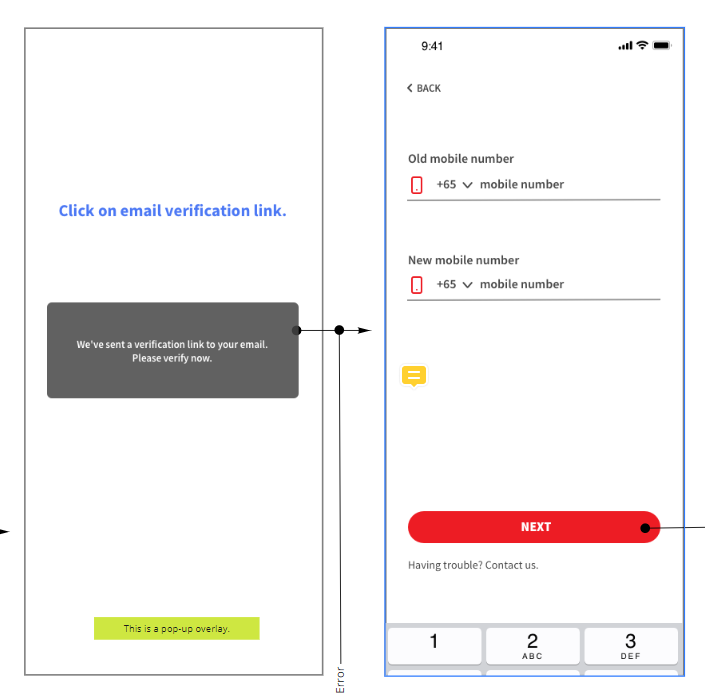 Click on email verification link.
We've sent a verification link to your email.
Please verify now.
This is a pop-up overlay.
Error
9:41
BACK
Old mobile number
+65 mobile number
New mobile number
+65 mobile number
NEXT
Having trouble? Contact us.
1 2 3
ABC DEF